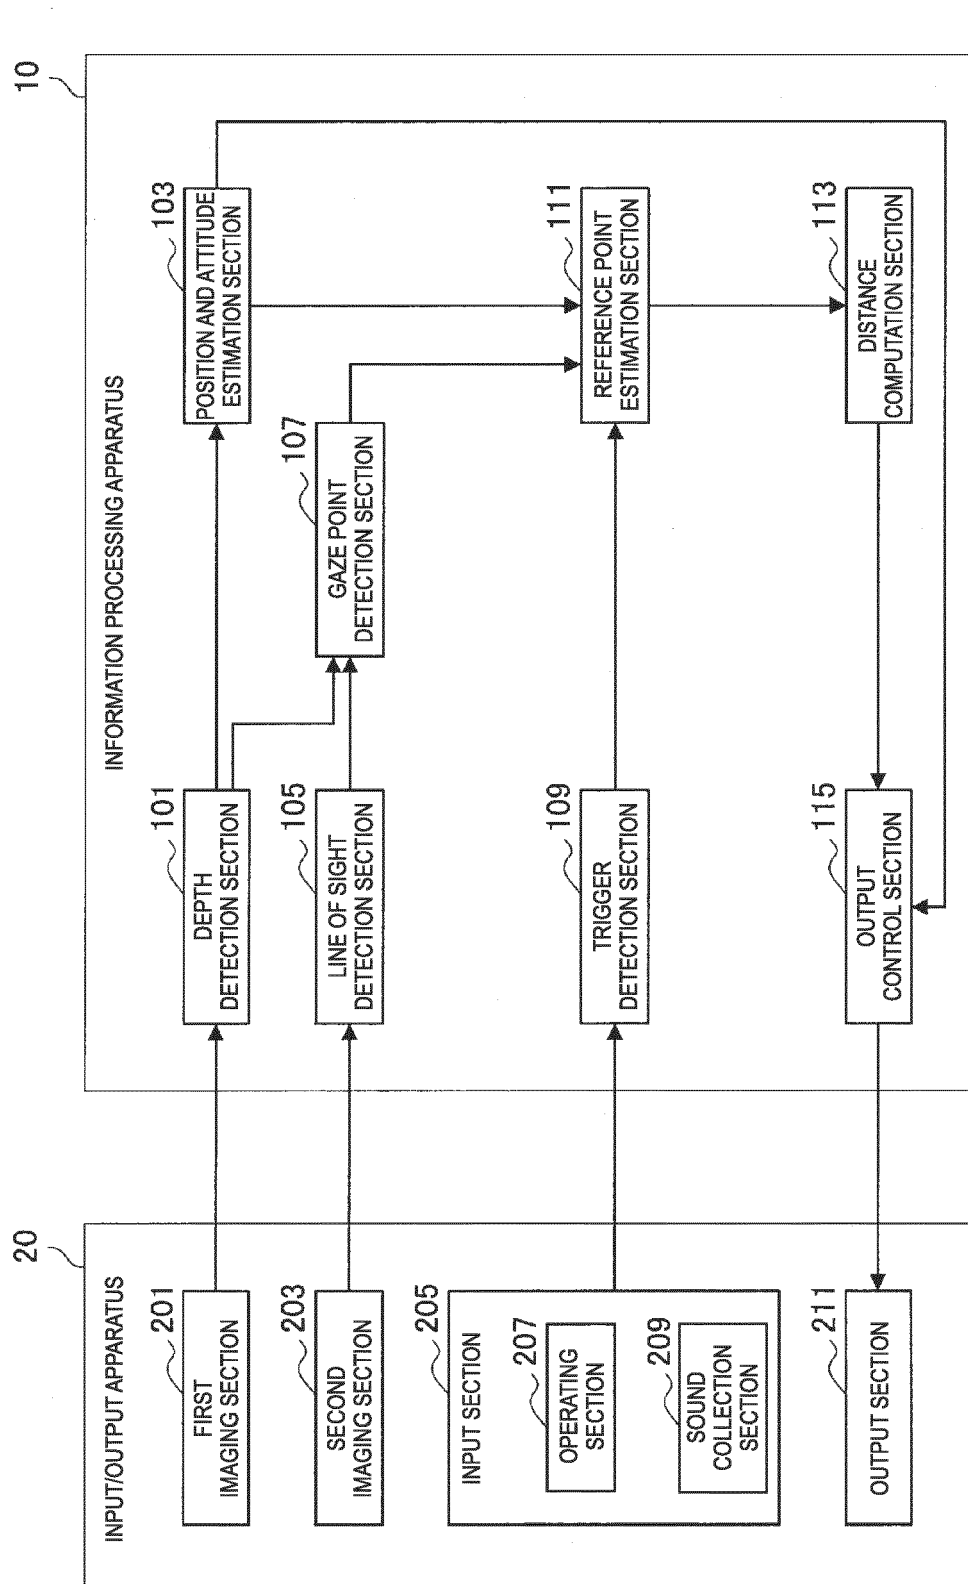 20
INPUT/OUTPUT APPARATUS
201
FIRST
IMAGING SECTION
203
SECOND
IMAGING SECTION
205
INPUT SECTION
207
OPERATING
SECTION
209
SOUND
COLLECTION
SECTION
211
OUTPUT SECTION
10
INFORMATION PROCESSING APPARATUS
101
DEPTH
DETECTION SECTION
103
POSITION AND ATTITUDE
ESTIMATION SECTION
105
LINE OF SIGHT
DETECTION SECTION
107
GAZE POINT
DETECTION SECTION
109
TRIGGER
DETECTION SECTION
111
REFERENCE POINT
ESTIMATION SECTION
113
DISTANCE
COMPUTATION SECTION
115
OUTPUT
CONTROL SECTION